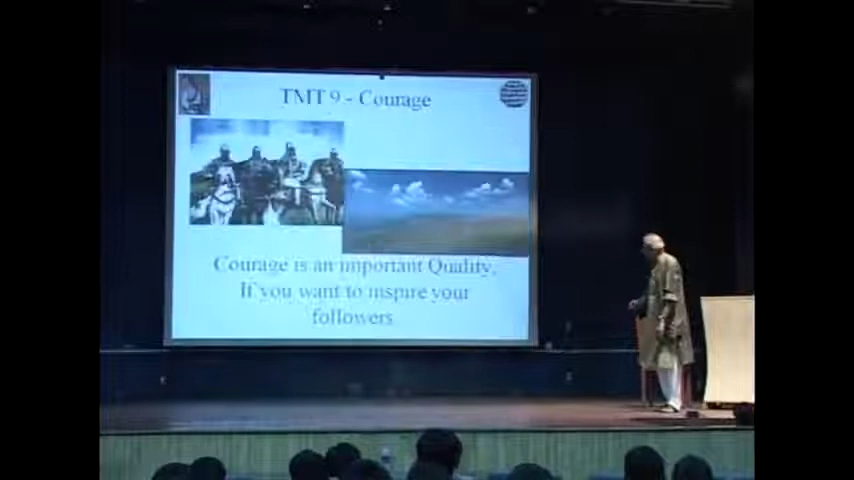 TMT 9 - Courage
Courage is an important Quality,
If you want to inspire your
followers